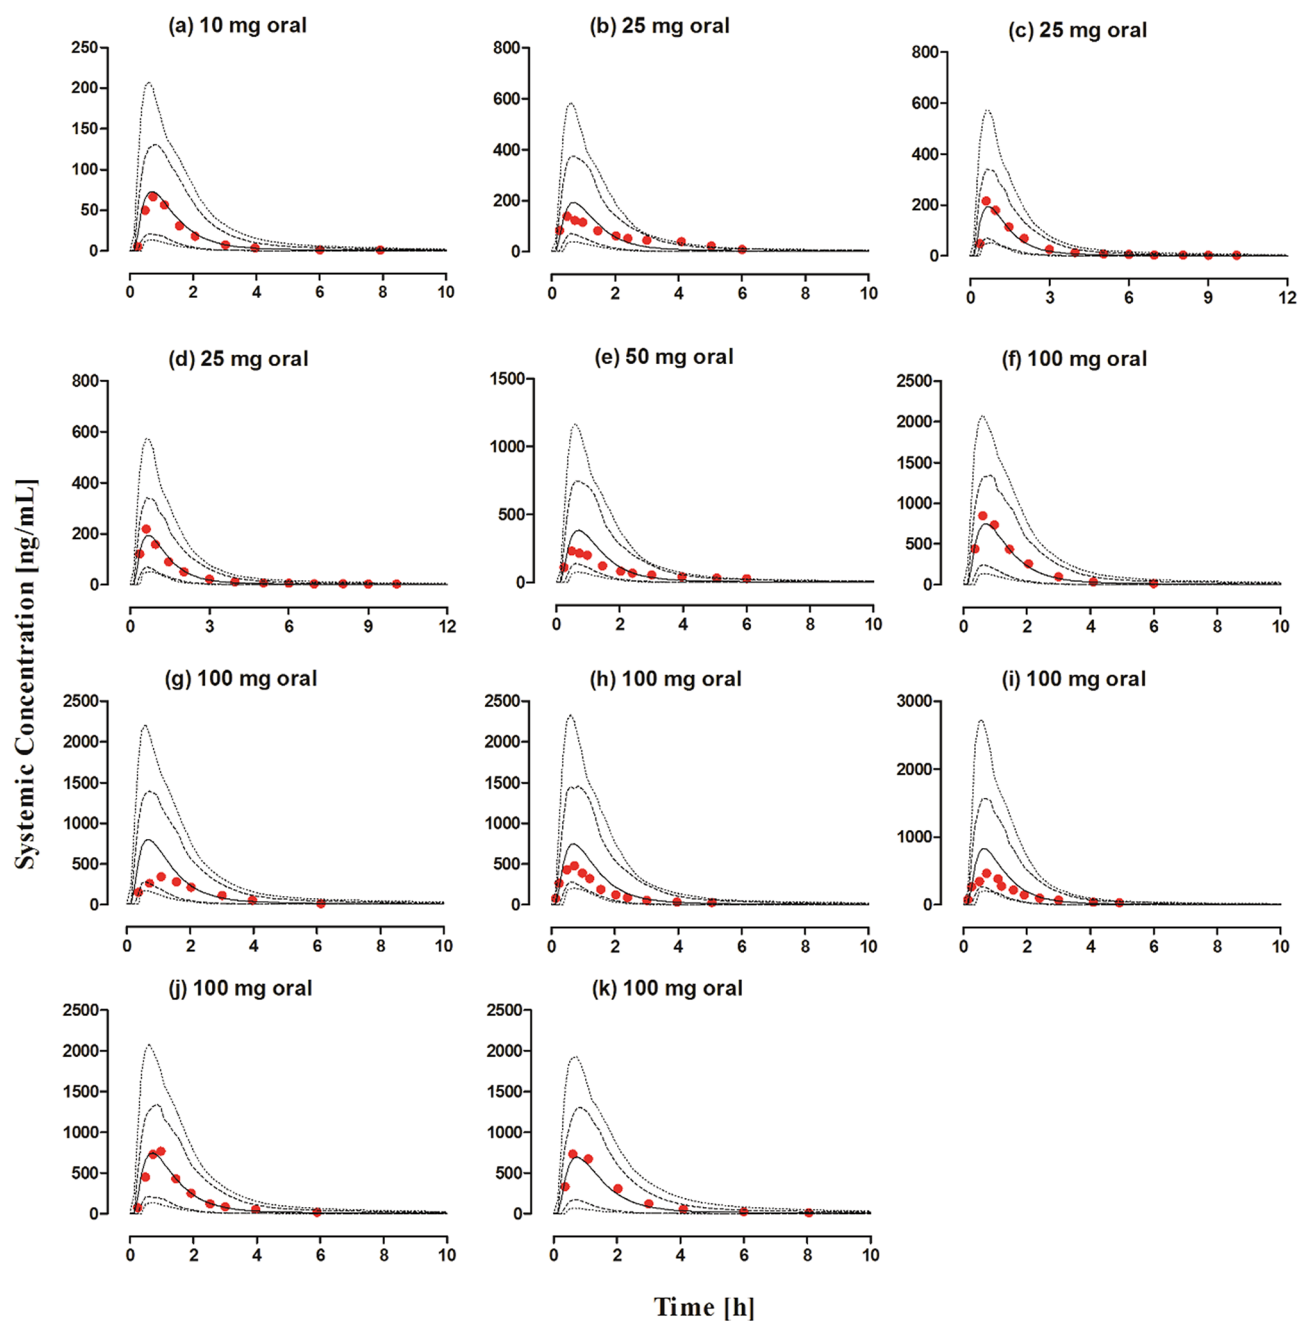 (a) 10 mg oral
250
200
150
100
50
0
0 2 4 6 8 10
(b) 25 mg oral
800
600
400
200
0
0 2 4 6 8 10
(c) 25 mg oral
800
600
400
200
0
0 3 6 9 12
(d) 25 mg oral
800
600
400
200
0
0 3 6 9 12
(e) 50 mg oral
1500
1000
500
0
0 2 4 6 8 10
(f) 100 mg oral
2500
2000
1500
1000
500
0
0 2 4 6 8 10
Systemic Concentration [ng/mL]
(g) 100 mg oral
2500
2000
1500
1000
500
0
0 2 4 6 8 10
(h) 100 mg oral
2500
2000
1500
1000
500
0
0 2 4 6 8 10
(i) 100 mg oral
3000
2000
1000
0
0 2 4 6 8 10
(j) 100 mg oral
2500
2000
1500
1000
500
0
0 2 4 6 8 10
(k) 100 mg oral
2500
2000
1500
1000
500
0
0 2 4 6 8 10
Time [h]